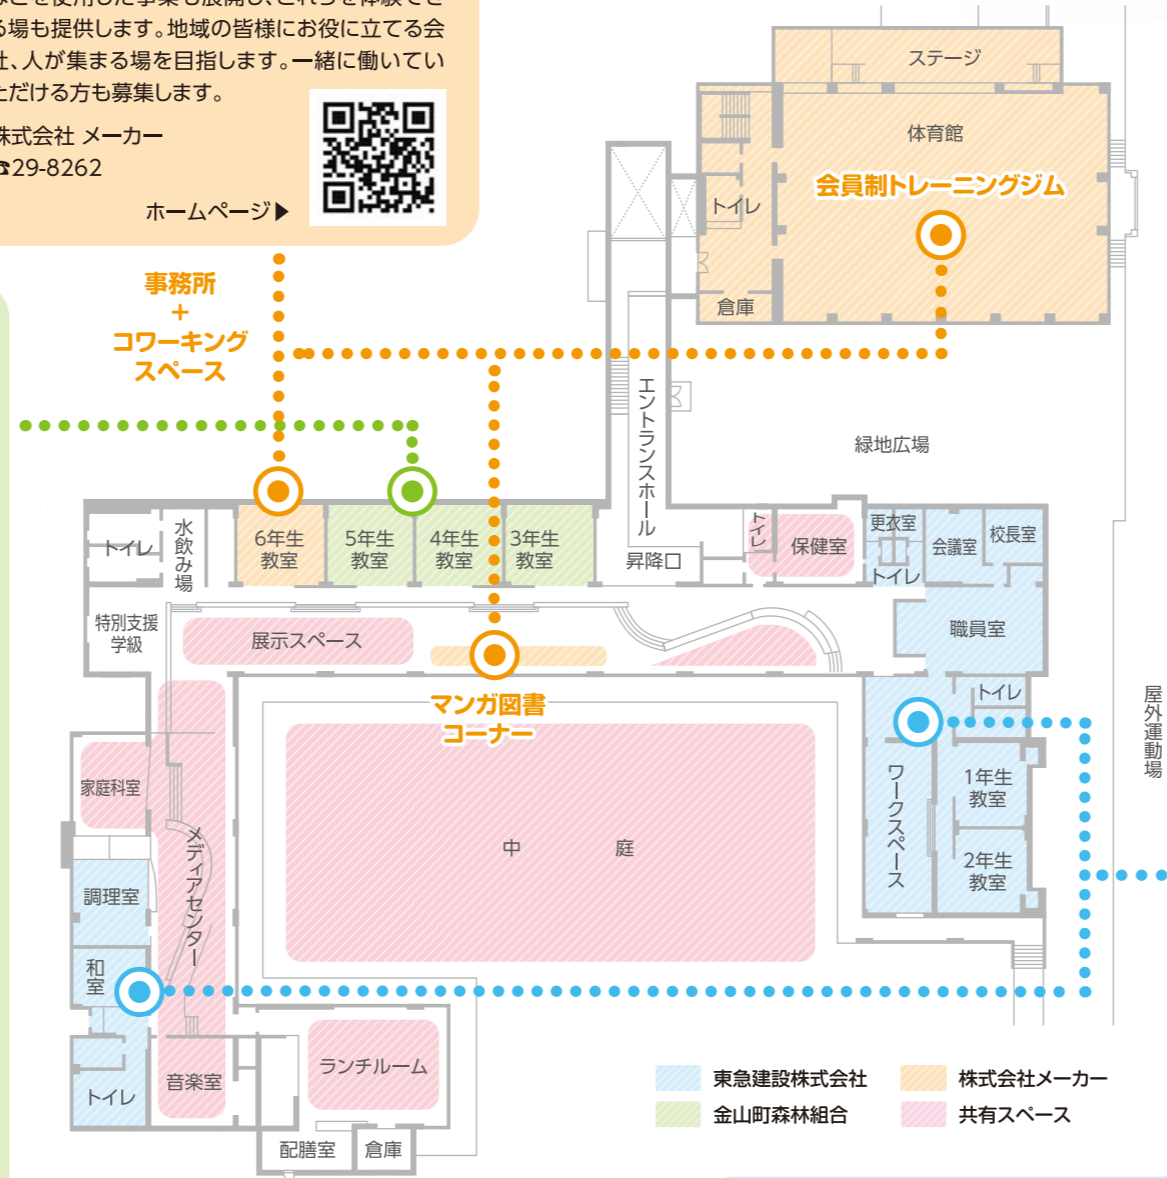 などを使用した事業も展開し、これらを体験でき
る場も提供します。地域の皆様にお役に立てる会
社、人が集まる場を目指します。一緒に働いてい
ただける方も募集します。
株式会社 メーカー
☎29-8262
ホームページ▶
事務所
+
コワーキング
スペース
ステージ
体育館
会員制トレーニングジム
トイレ
倉庫
エントランスホール
緑地広場
トイレ
水飲み場
6年生
教室
5年生
教室
4年生
教室
3年生
教室
昇降口
トイレ
保健室
更衣室
トイレ
会議室
校長室
特別支援
学級
展示スペース
職員室
マンガ図書
コーナー
トイレ
屋外運動場
家庭科室
メディアセンター
中庭
ワークスペース
1年生
教室
2年生
教室
調理室
和室
トイレ
音楽室
ランチルーム
配膳室
倉庫
東急建設株式会社
株式会社メーカー
金山町森林組合
共有スペース